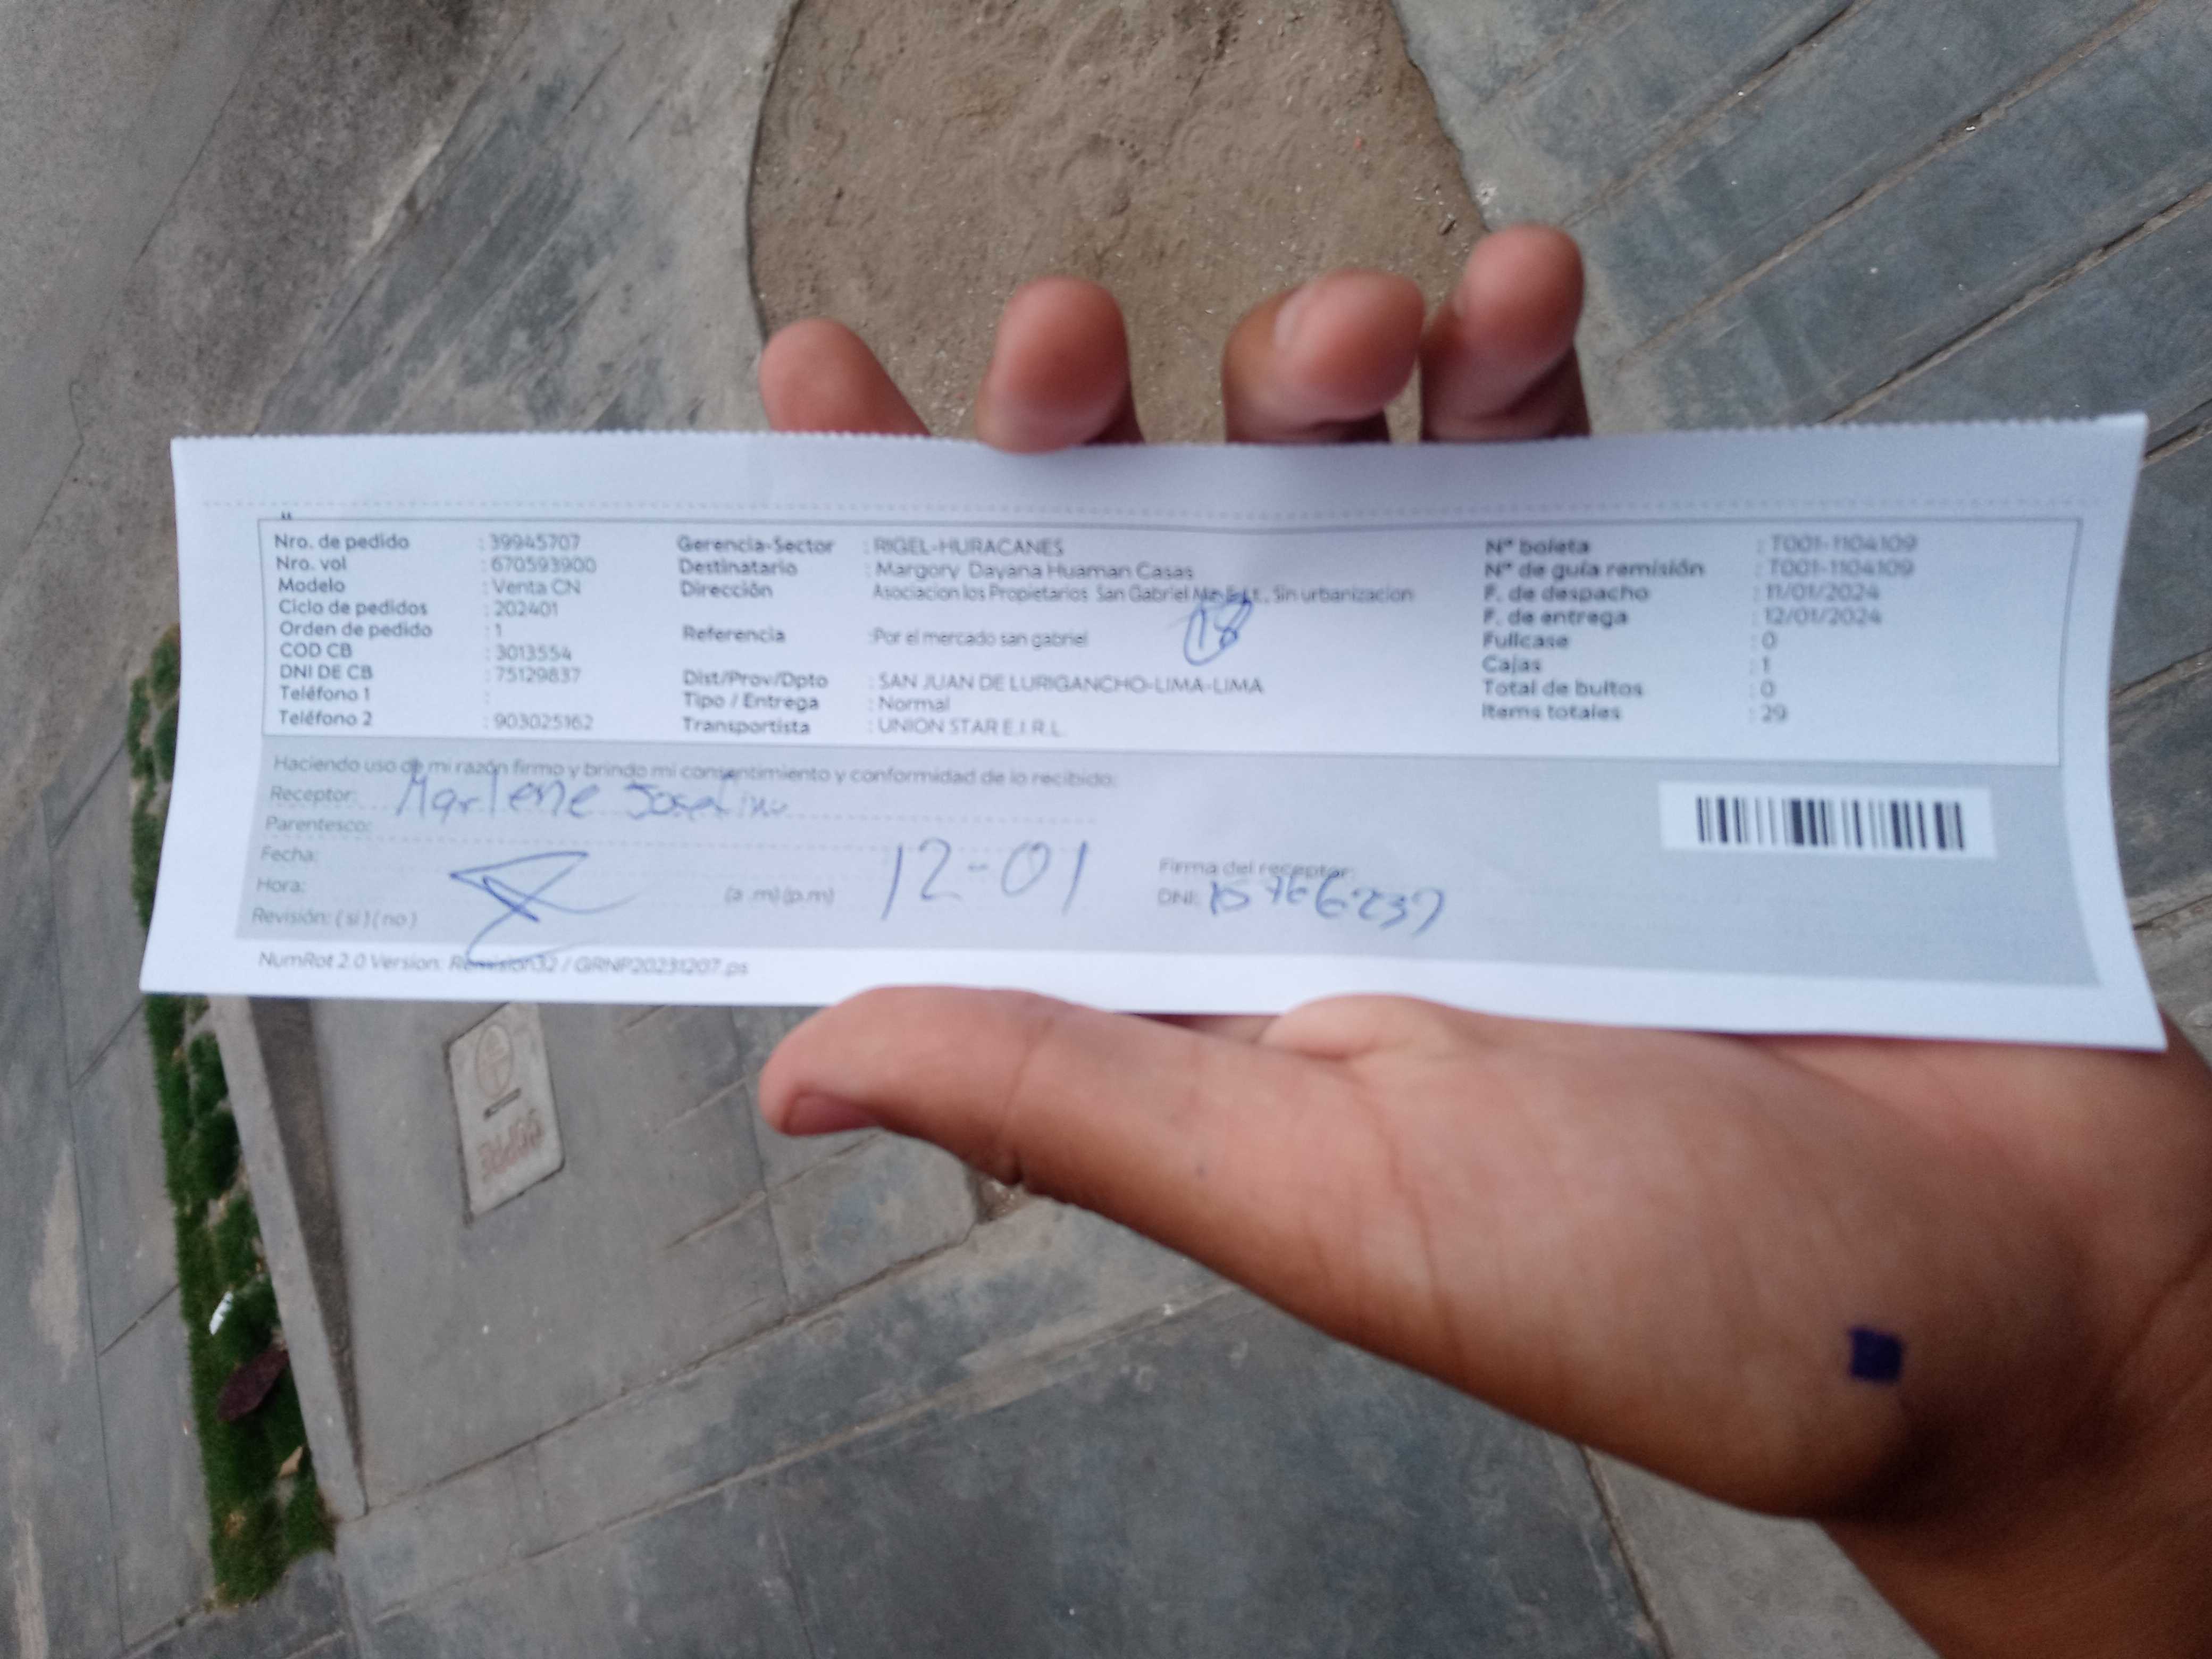 Nro. de pedido : 39945707 Gerencia-Sector : RIGEL-HURACANES N° boleta : T001-1104109
Nro. vol : 670593900 Destinatario : Margory Dayana Huaman Casas N° de guía remisión : T001-1104109
Modelo : Venta CN Dirección Asociacion los Propietarios San Gabriel Sin urbanizacion F. de despacho : 11/01/2024
Ciclo de pedidos : 202401 F. de entrega : 12/01/2024
Orden de pedido : 1 Referencia :Por el mercado san gabriel 18 Fullcase : 0
COD CB : 3013554 Cajas : 1
DNI DE CB : 75129837 Dist/Prov/Dpto : SAN JUAN DE LURIGANCHO-LIMA-LIMA Total de bultos : 0
Teléfono 1 : Tipo / Entrega : Normal Items totales : 29
Teléfono 2 : 903025162 Transportista : UNION STAR E.I.R.L.
Haciendo uso de mi razón firmo y brindo mi consentimiento y conformidad de lo recibido:
Receptor: Marlene
Parentesco:
Fecha: 12-01 Firma del receptor:
Hora: (a .m) (p.m) DNI:
Revisión: ( si ) ( no )
NumRot 2.0 Version: / GRNP20231207.ps